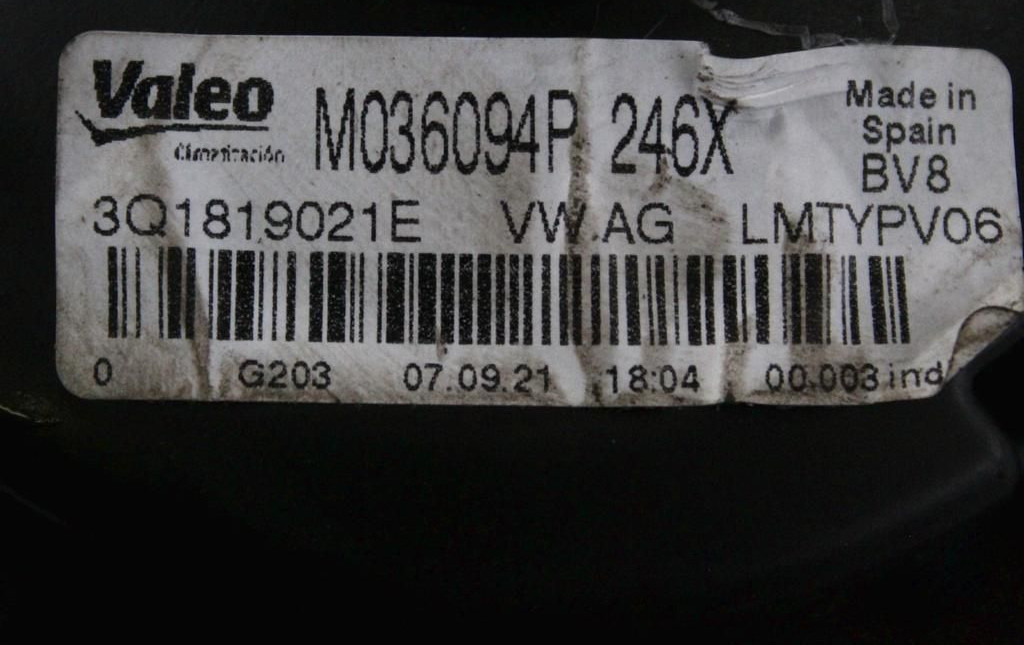 Valeo
Climatización
M036094P 246X
Made in
Spain
BV8
3Q1819021E VW AG LMTYPV06
0 G203 07.09.21 18:04 00.003 ind